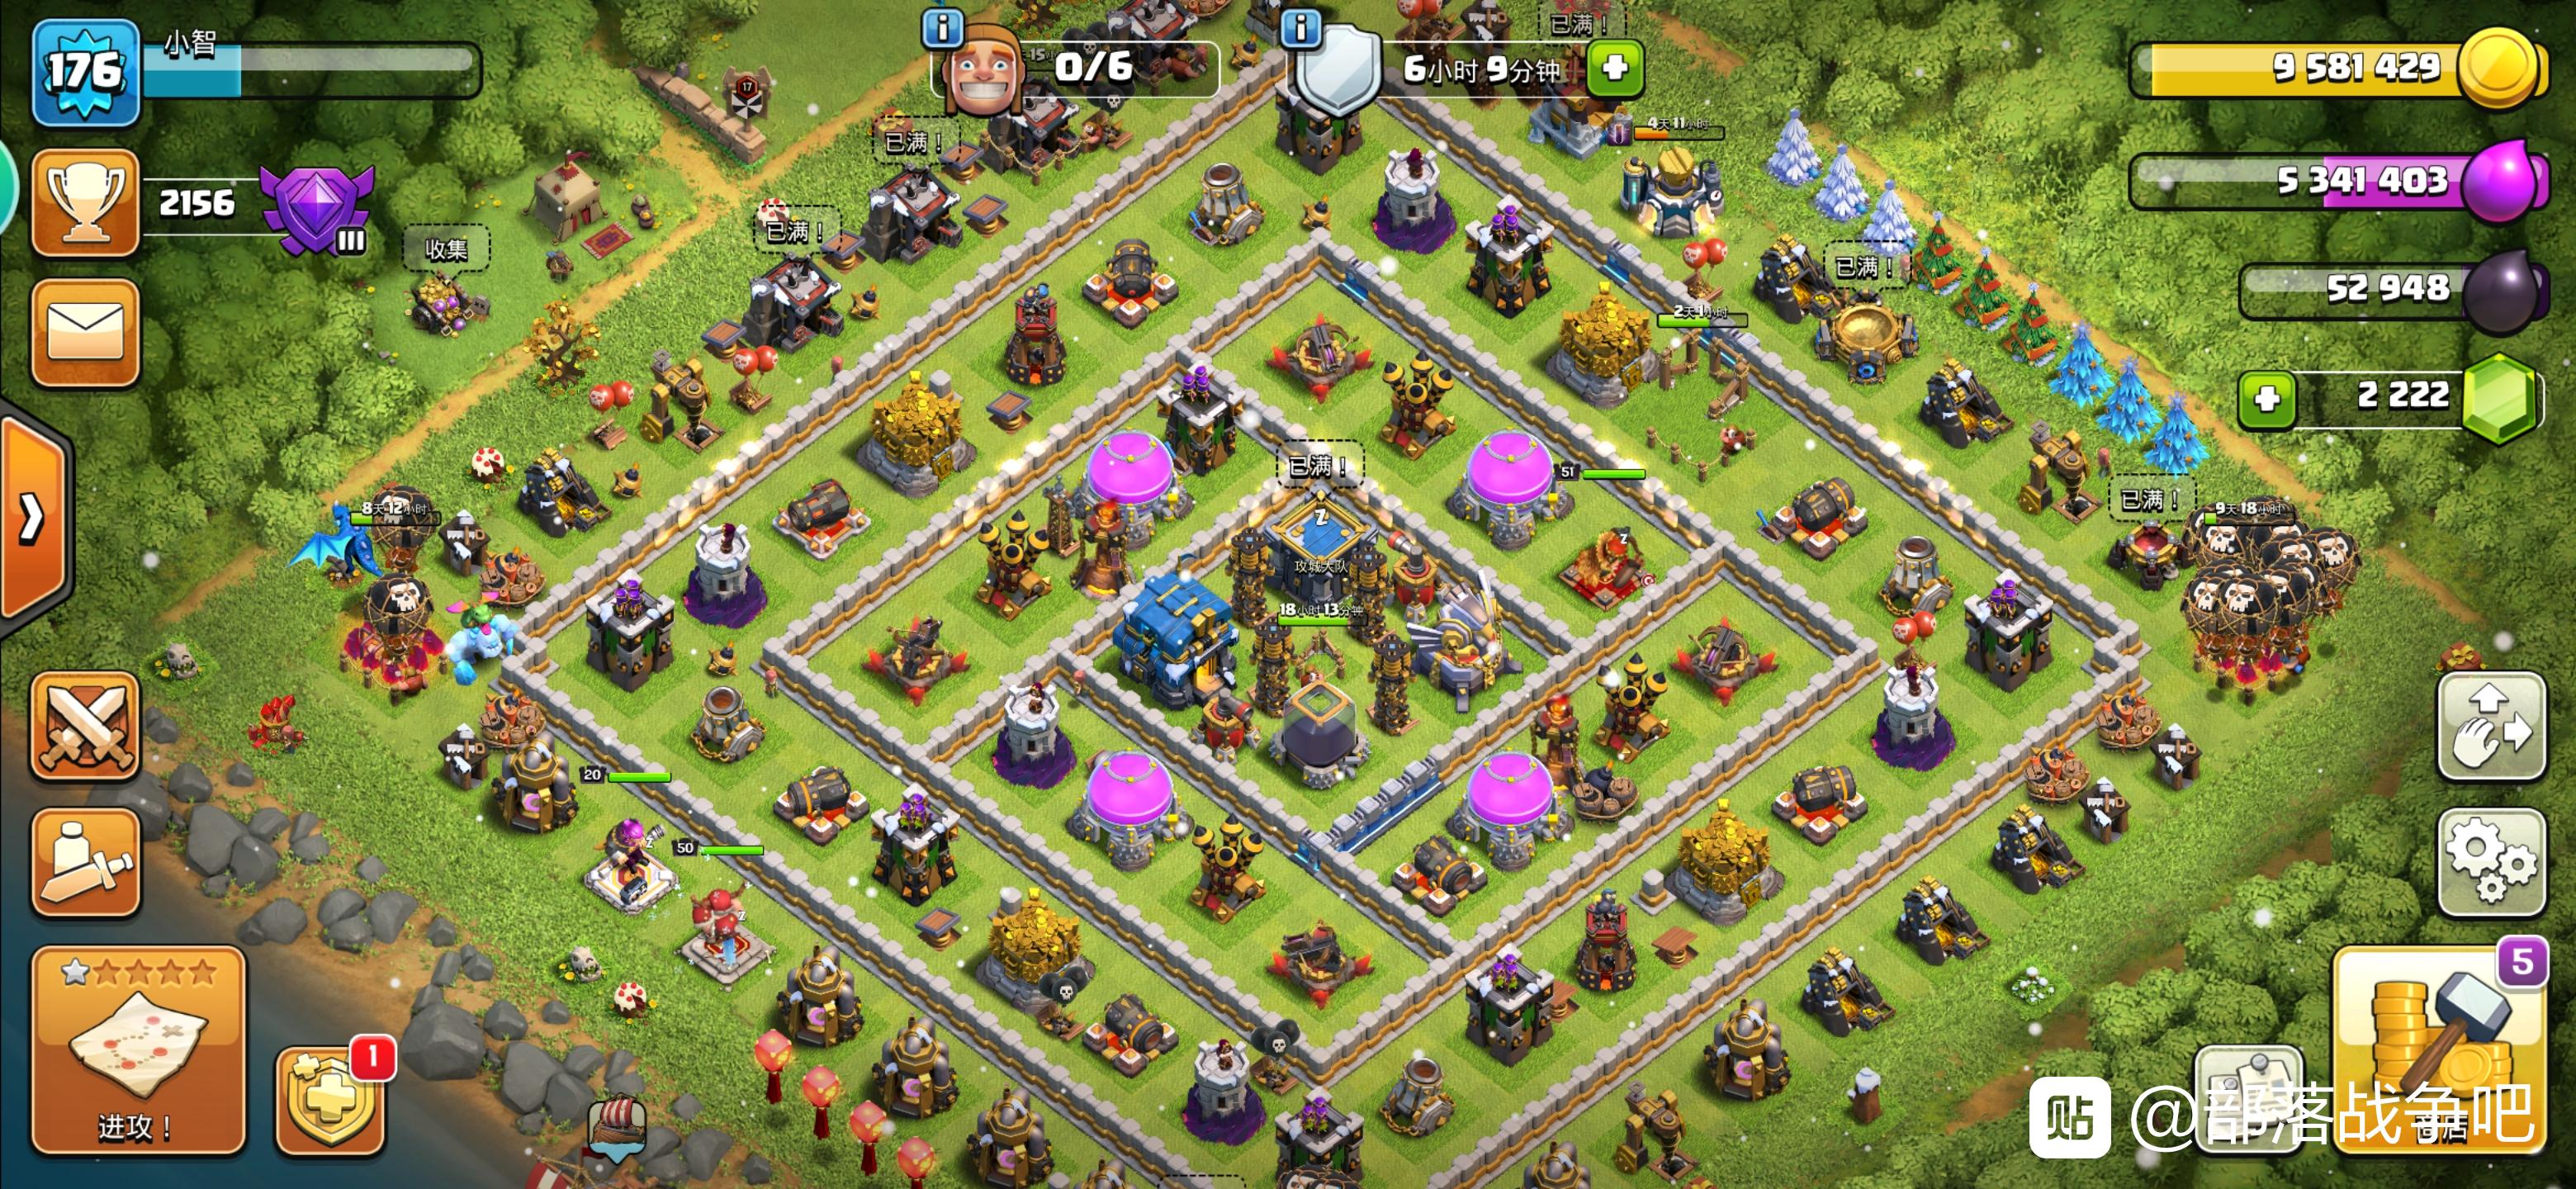 已满！
176
小智
0/6
6小时 9分钟
9 581 429
17
已满！
4天 11小时
2156
III
5 341 403
已满！
收集
已满！
52 948
2天 1小时
2 222
已满！
51
已满！
8天 12小时
9天 18小时
攻城大队
18小时 13分钟
20
50
5
进攻！
1
贴 @部落战争吧
商店